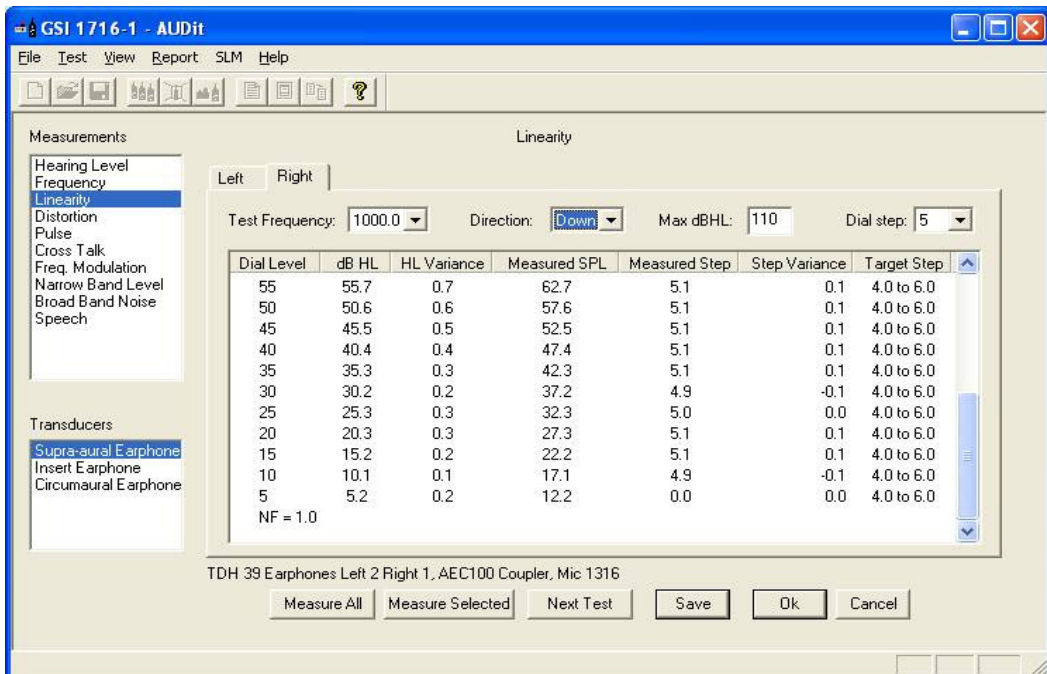 GSI 1716-1 - AUDit
File Test View Report SLM Help
Measurements
Linearity
Hearing Level
Frequency
Linearity
Distortion
Pulse
Cross Talk
Freq. Modulation
Narrow Band Level
Broad Band Noise
Speech
Transducers
Supra-aural Earphone
Insert Earphone
Circumaural Earphone
Left Right
Test Frequency: 1000.0 Direction: Down Max dBHL: 110 Dial step: 5
Dial Level dB HL HL Variance Measured SPL Measured Step Step Variance Target Step
55 55.7 0.7 62.7 5.1 0.1 4.0 to 6.0
50 50.6 0.6 57.6 5.1 0.1 4.0 to 6.0
45 45.5 0.5 52.5 5.1 0.1 4.0 to 6.0
40 40.4 0.4 47.4 5.1 0.1 4.0 to 6.0
35 35.3 0.3 42.3 5.1 0.1 4.0 to 6.0
30 30.2 0.2 37.2 4.9 -0.1 4.0 to 6.0
25 25.3 0.3 32.3 5.0 0.0 4.0 to 6.0
20 20.3 0.3 27.3 5.1 0.1 4.0 to 6.0
15 15.2 0.2 22.2 5.1 0.1 4.0 to 6.0
10 10.1 0.1 17.1 4.9 -0.1 4.0 to 6.0
5 5.2 0.2 12.2 0.0 0.0 4.0 to 6.0
NF = 1.0
TDH 39 Earphones Left 2 Right 1, AEC100 Coupler, Mic 1316
Measure All Measure Selected Next Test Save Ok Cancel